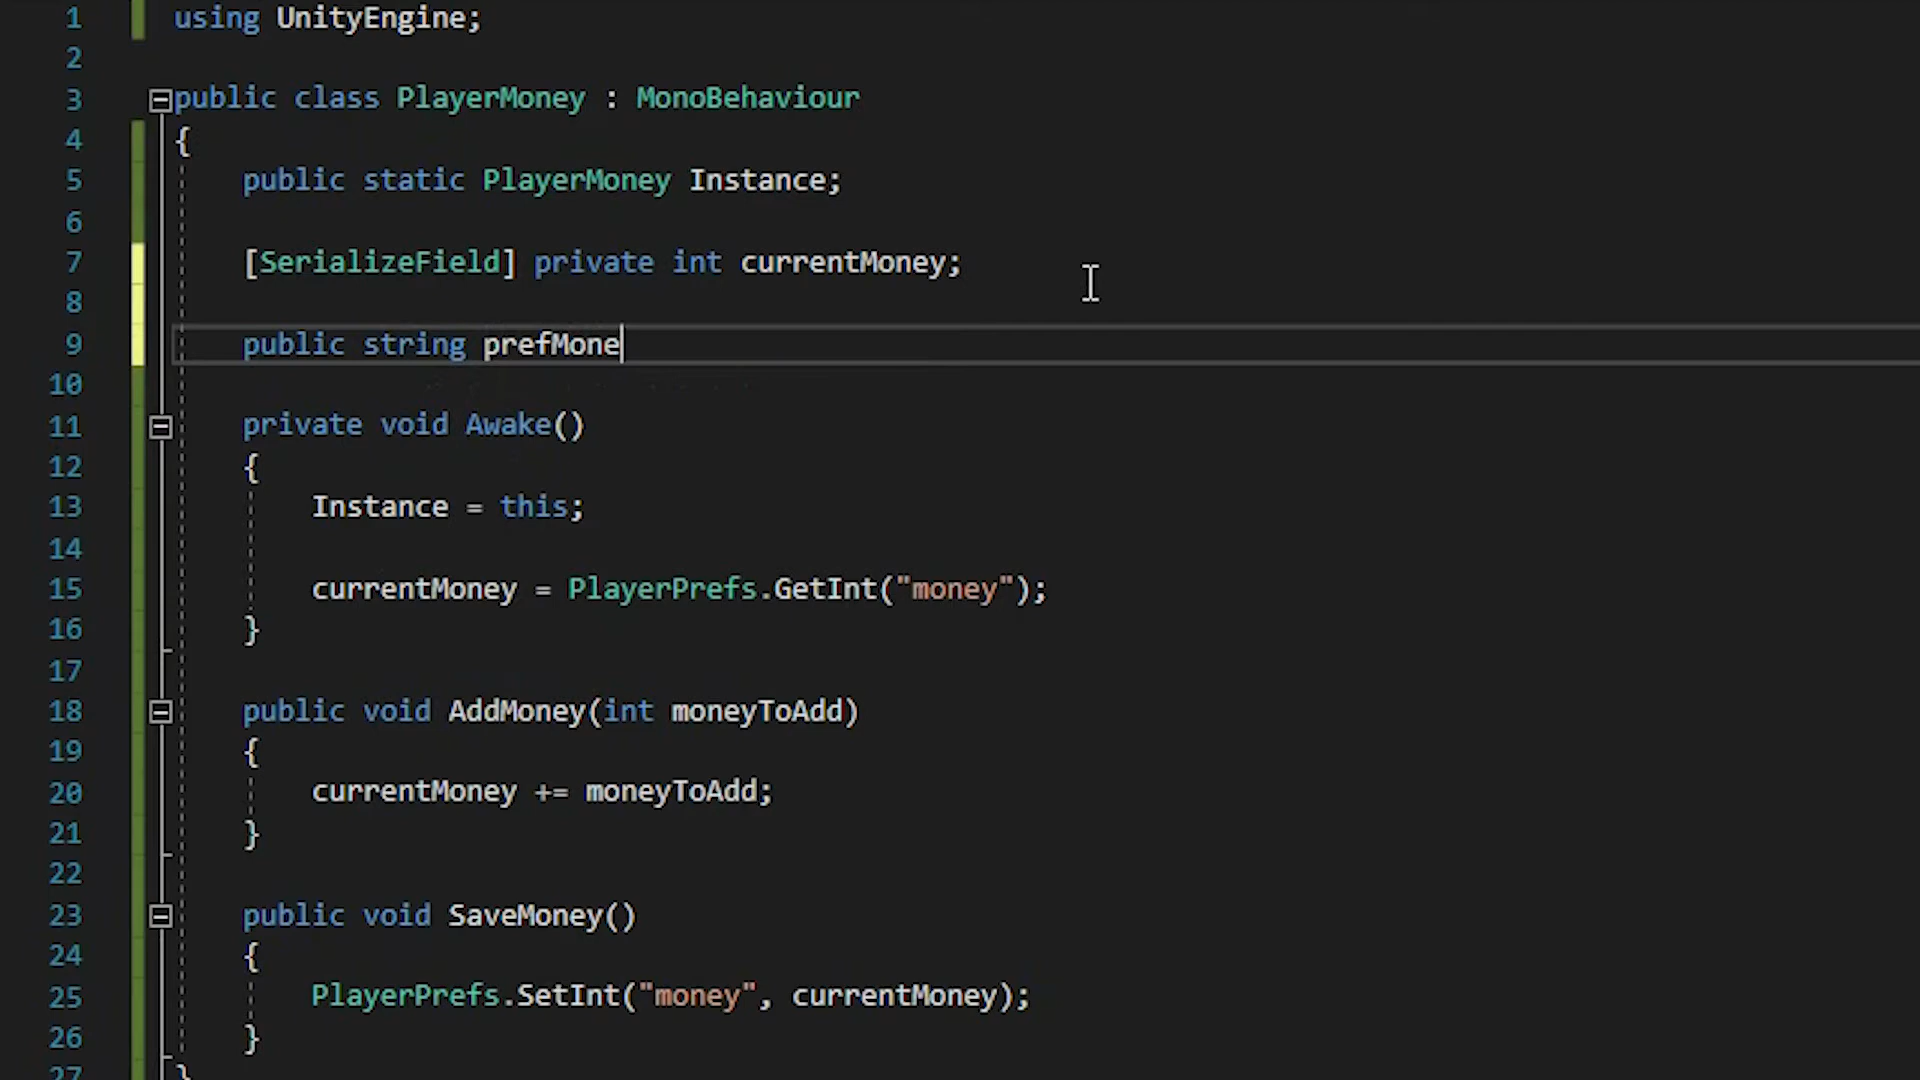 1 using UnityEngine;
2
3 public class PlayerMoney : MonoBehaviour
4 {
5 public static PlayerMoney Instance;
6
7 [SerializeField] private int currentMoney;
8
9 public string prefMone
10
11 private void Awake()
12 {
13 Instance = this;
14
15 currentMoney = PlayerPrefs.GetInt("money");
16 }
17
18 public void AddMoney(int moneyToAdd)
19 {
20 currentMoney += moneyToAdd;
21 }
22
23 public void SaveMoney()
24 {
25 PlayerPrefs.SetInt("money", currentMoney);
26 }
27 }